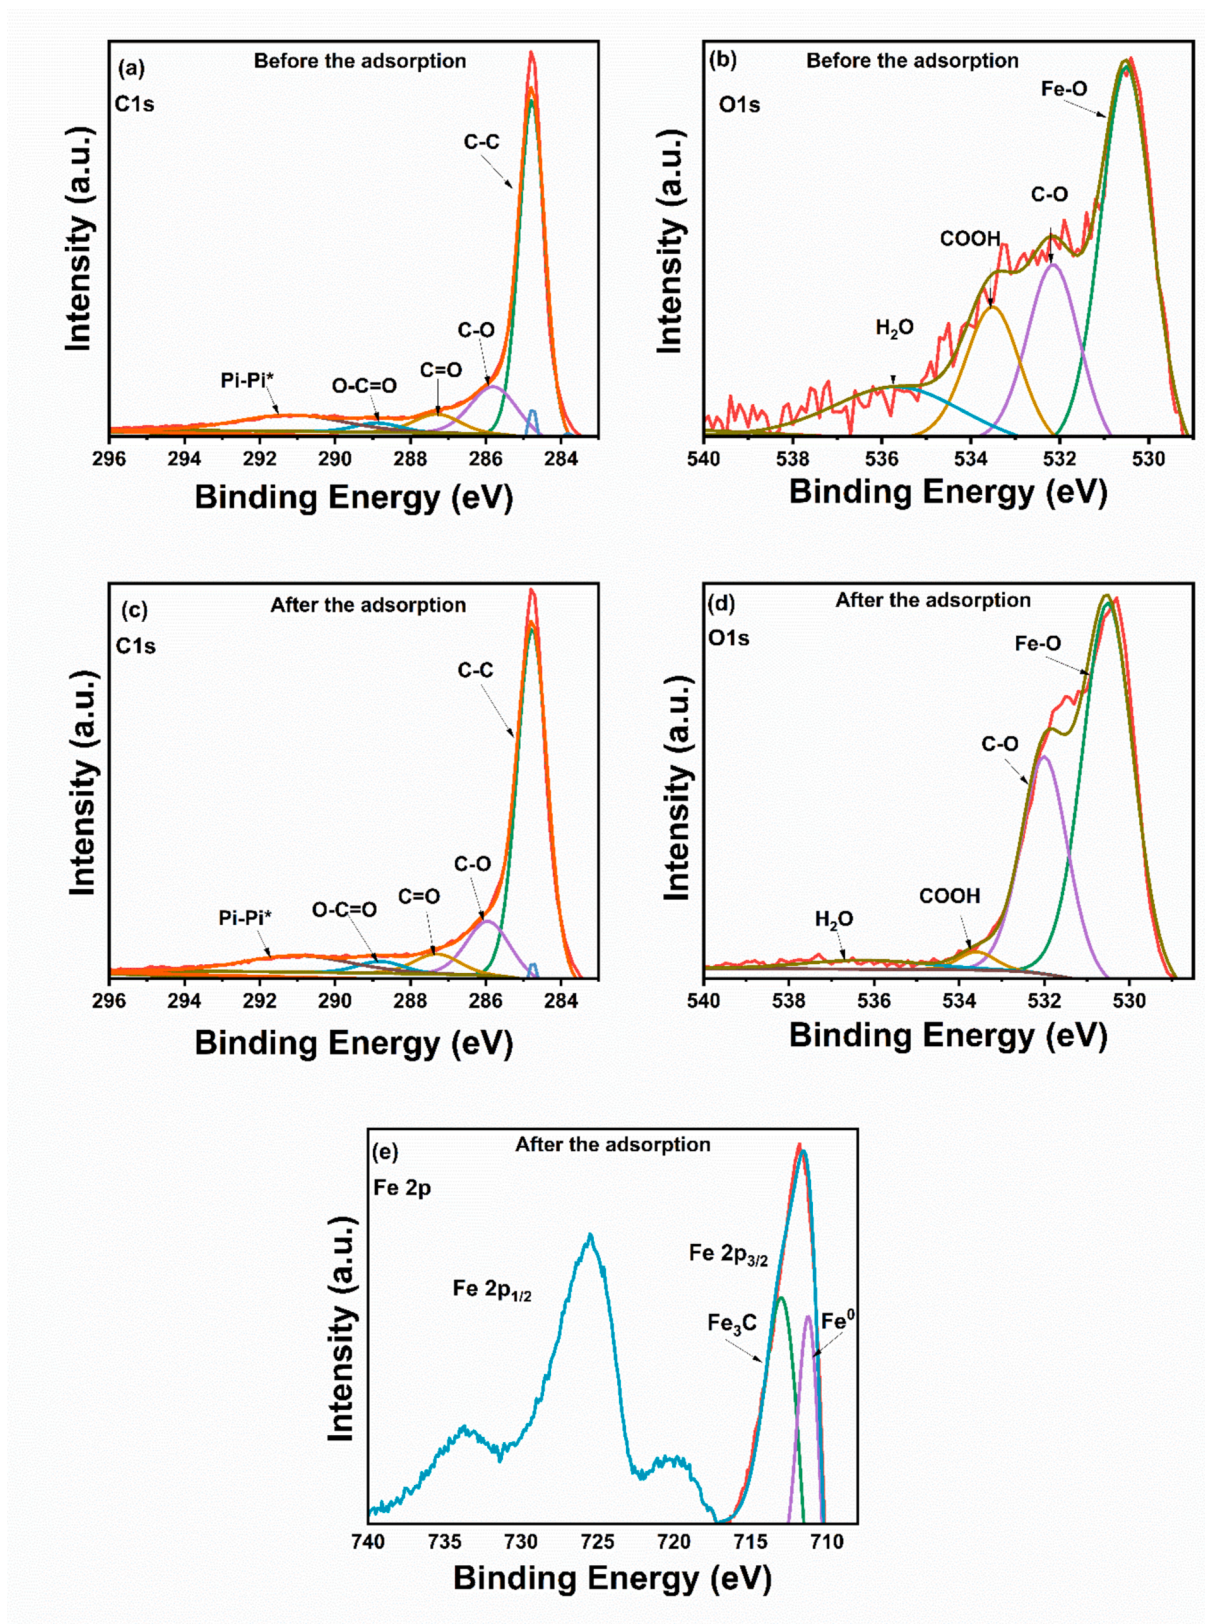 (a)
Before the adsorption
C1s
C-C
C-O
C=O
O-C=O
Pi-Pi*
Intensity (a.u.)
296 294 292 290 288 286 284
Binding Energy (eV)
(b)
Before the adsorption
O1s
Fe-O
C-O
COOH
H₂O
Intensity (a.u.)
540 538 536 534 532 530
Binding Energy (eV)
(c)
After the adsorption
C1s
C-C
C-O
C=O
O-C=O
Pi-Pi*
Intensity (a.u.)
296 294 292 290 288 286 284
Binding Energy (eV)
(d)
After the adsorption
O1s
Fe-O
C-O
COOH
H₂O
Intensity (a.u.)
540 538 536 534 532 530
Binding Energy (eV)
(e)
After the adsorption
Fe 2p
Fe 2p₁/₂
Fe 2p₃/₂
Fe₃C
Fe⁰
Intensity (a.u.)
740 735 730 725 720 715 710
Binding Energy (eV)